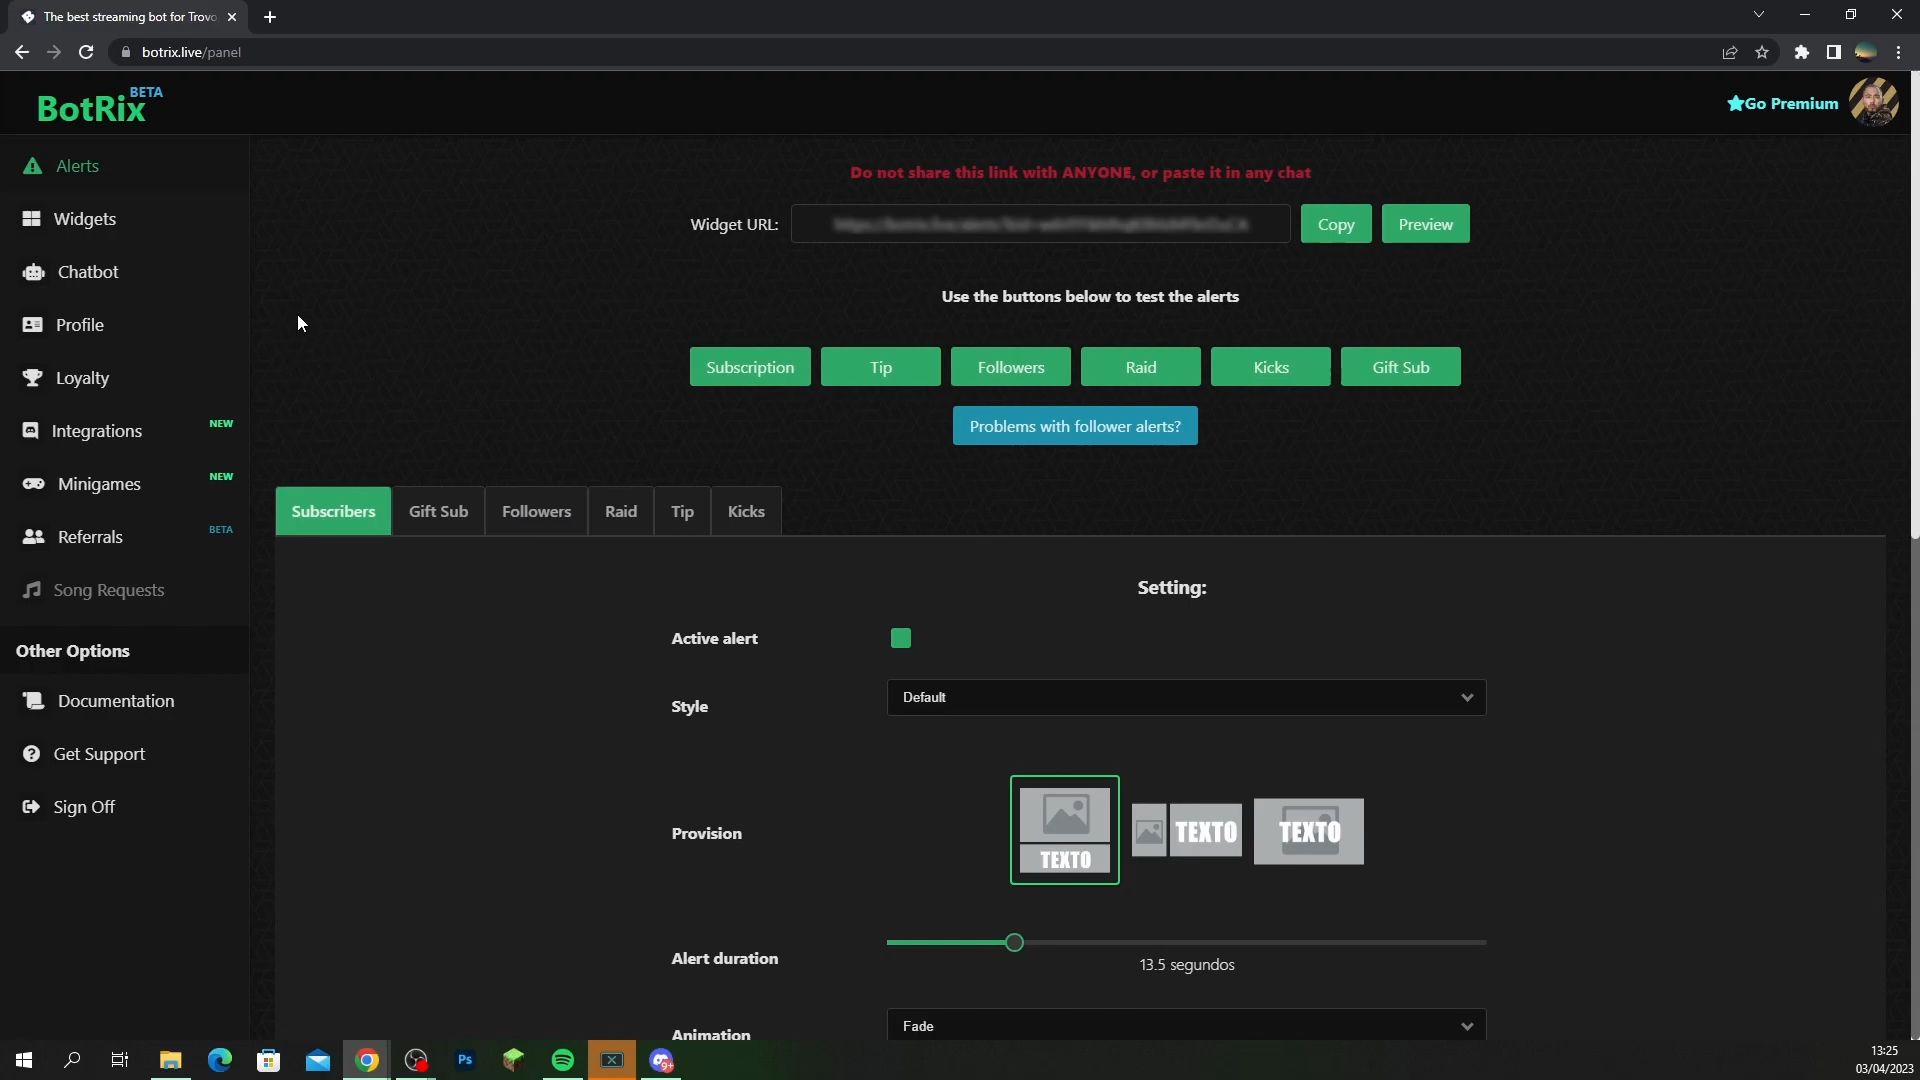 The best streaming bot for Trovo
botrix.live/panel
BotRix BETA
Go Premium
Alerts
Widgets
Chatbot
Profile
Loyalty
Integrations NEW
Minigames NEW
Referrals BETA
Song Requests
Other Options
Documentation
Get Support
Sign Off
Do not share this link with ANYONE, or paste it in any chat
Widget URL:
Copy Preview
Use the buttons below to test the alerts
Subscription Tip Followers Raid Kicks Gift Sub
Problems with follower alerts?
Subscribers Gift Sub Followers Raid Tip Kicks
Setting:
Active alert
Style Default
Provision TEXTO TEXTO TEXTO
Alert duration
13.5 segundos
Animation Fade
Ps
9+
13:25
03/04/2023